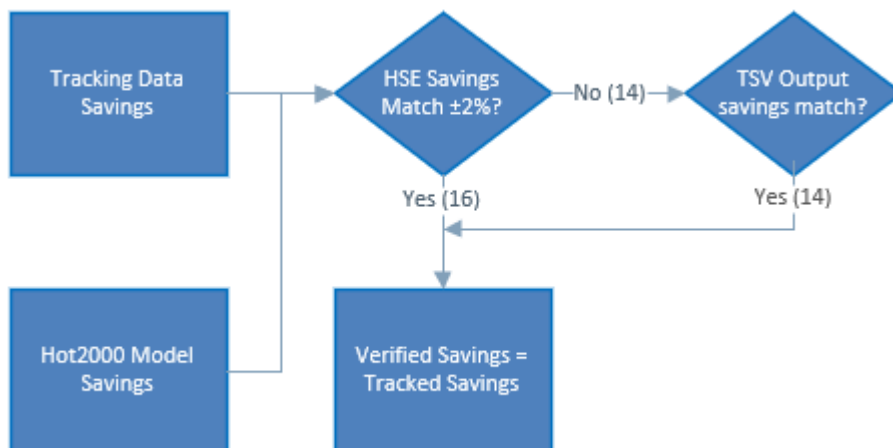 Tracking Data
Savings
HSE Savings
Match ±2%?
No (14)
TSV Output
savings match?
Yes (16)
Yes (14)
Hot2000 Model
Savings
Verified Savings =
Tracked Savings